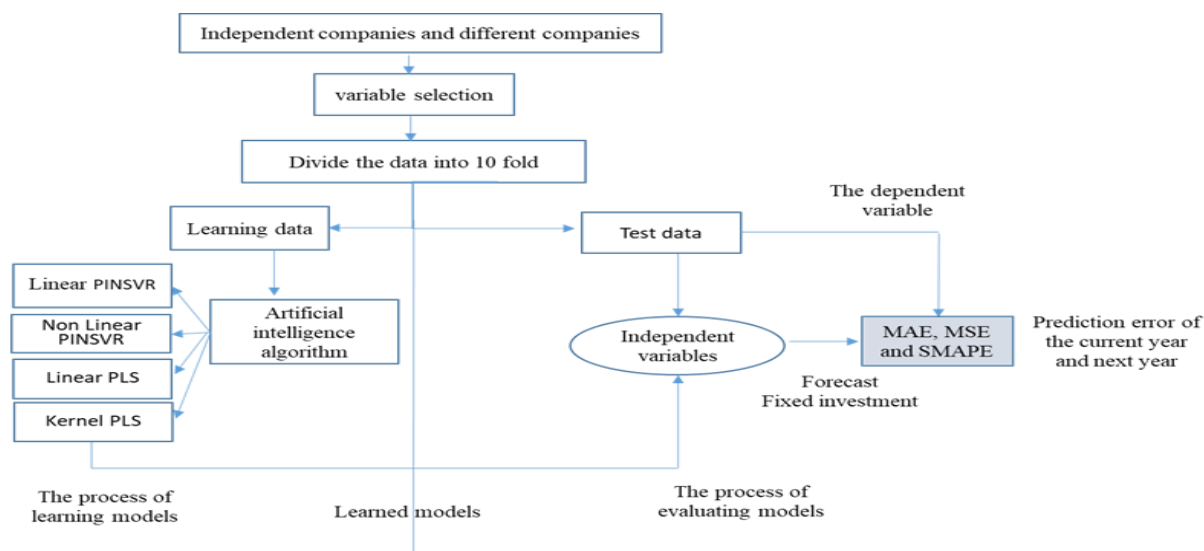 Independent companies and different companies
variable selection
Divide the data into 10 fold
The dependent
variable
Learning data
Test data
Linear PINSVR
Non Linear
PINSVR
Linear PLS
Kernel PLS
Artificial
intelligence
algorithm
Independent
variables
MAE, MSE
and SMAPE
Prediction error of
the current year
and next year
Forecast
Fixed investment
The process of
learning models
Learned models
The process of
evaluating models